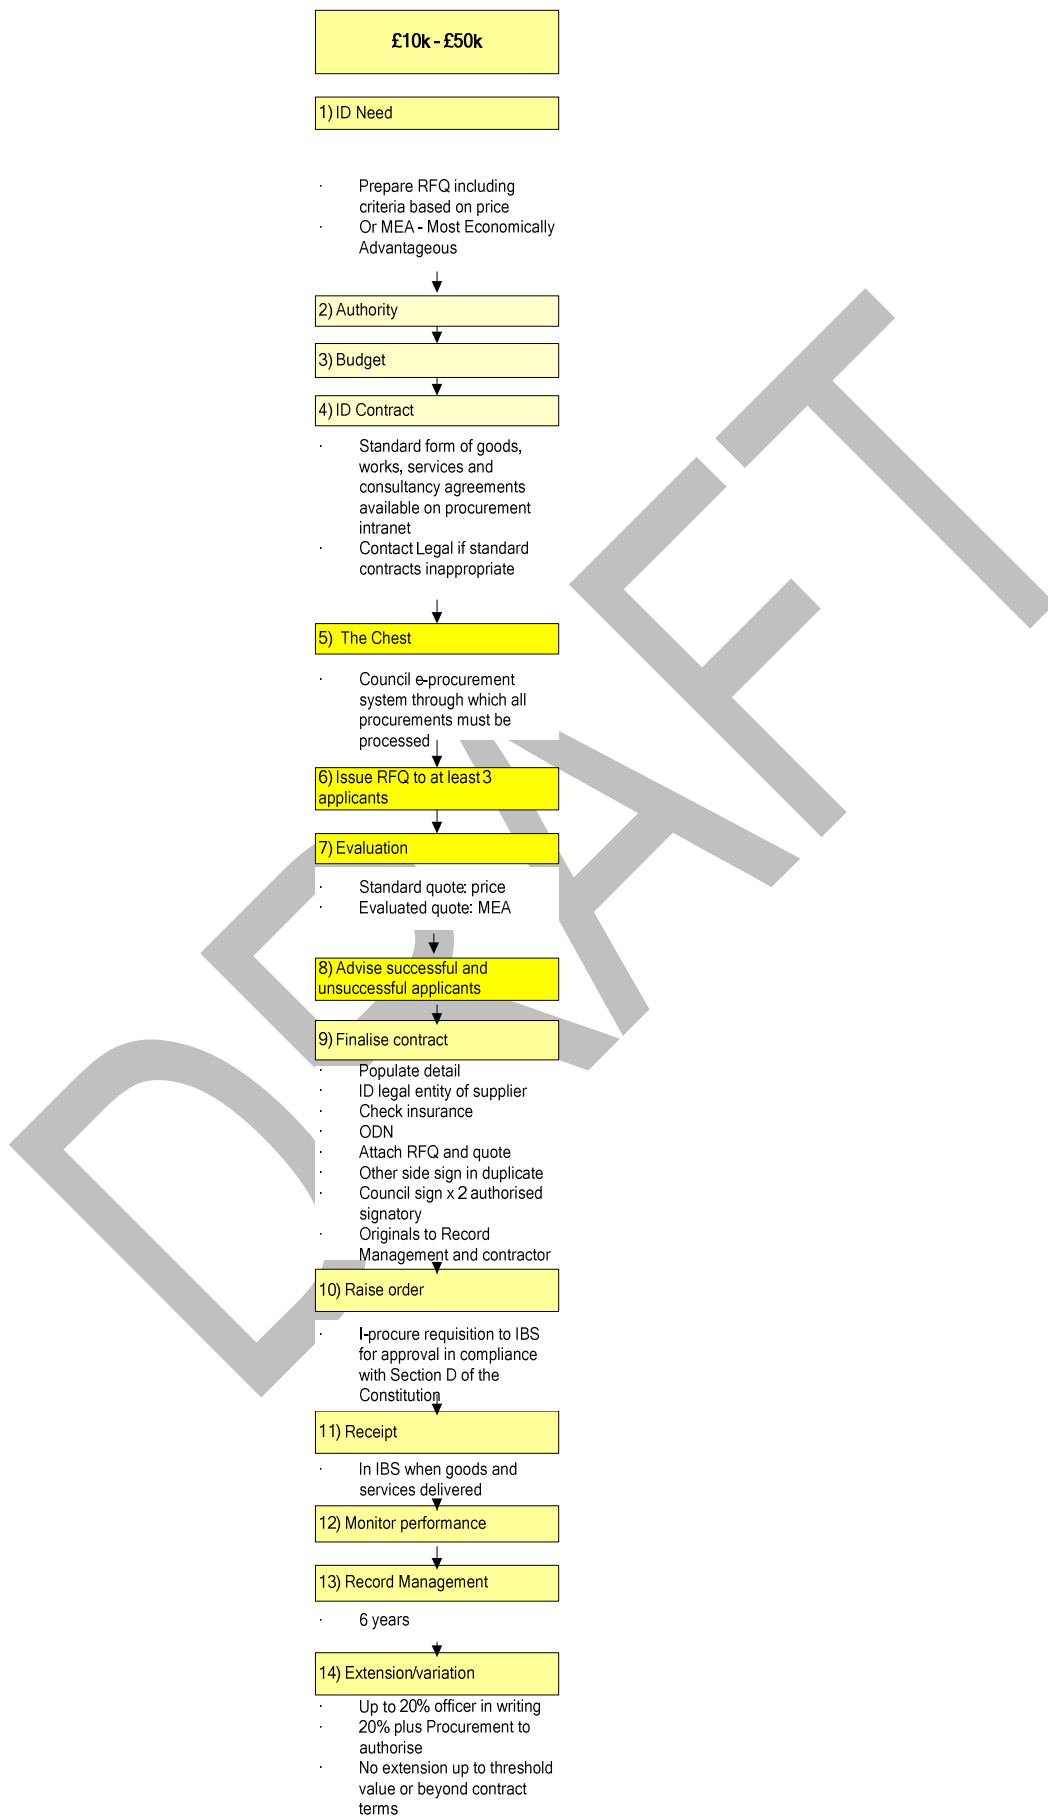 £10k - £50k
1) ID Need
· Prepare RFQ including
criteria based on price
· Or MEA - Most Economically
Advantageous
2) Authority
3) Budget
4) ID Contract
· Standard form of goods,
works, services and
consultancy agreements
available on procurement
intranet
· Contact Legal if standard
contracts inappropriate
5) The Chest
· Council e-procurement
system through which all
procurements must be
processed
6) Issue RFQ to at least 3
applicants
7) Evaluation
· Standard quote: price
· Evaluated quote: MEA
8) Advise successful and
unsuccessful applicants
9) Finalise contract
· Populate detail
· ID legal entity of supplier
· Check insurance
· ODN
· Attach RFQ and quote
· Other side sign in duplicate
· Council sign x 2 authorised
signatory
· Originals to Record
Management and contractor
10) Raise order
· I-procure requisition to IBS
for approval in compliance
with Section D of the
Constitution
11) Receipt
· In IBS when goods and
services delivered
12) Monitor performance
13) Record Management
· 6 years
14) Extension/variation
· Up to 20% officer in writing
· 20% plus Procurement to
authorise
· No extension up to threshold
value or beyond contract
terms
DRAFT